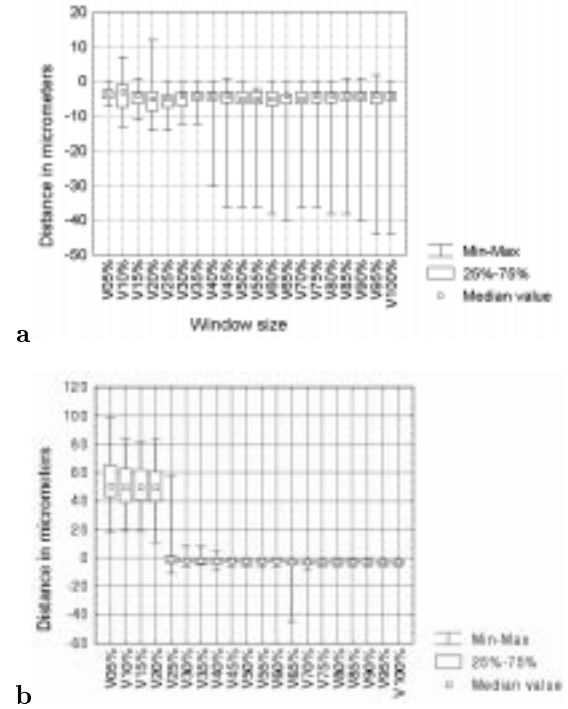 20
10
0
-10
-20
-30
-40
-50
Distance in micrometers
V05%
V10%
V15%
V20%
V25%
V30%
V35%
V40%
V45%
V50%
V55%
V60%
V65%
V70%
V75%
V80%
V85%
V90%
V95%
V100%
Window size
Min-Max
25%-75%
Median value
a
120
100
80
60
40
20
0
-20
-40
-60
Distance in micrometers
V05%
V10%
V15%
V20%
V25%
V30%
V35%
V40%
V45%
V50%
V55%
V60%
V65%
V70%
V75%
V80%
V85%
V90%
V95%
V100%
Min-Max
25%-75%
Median value
b